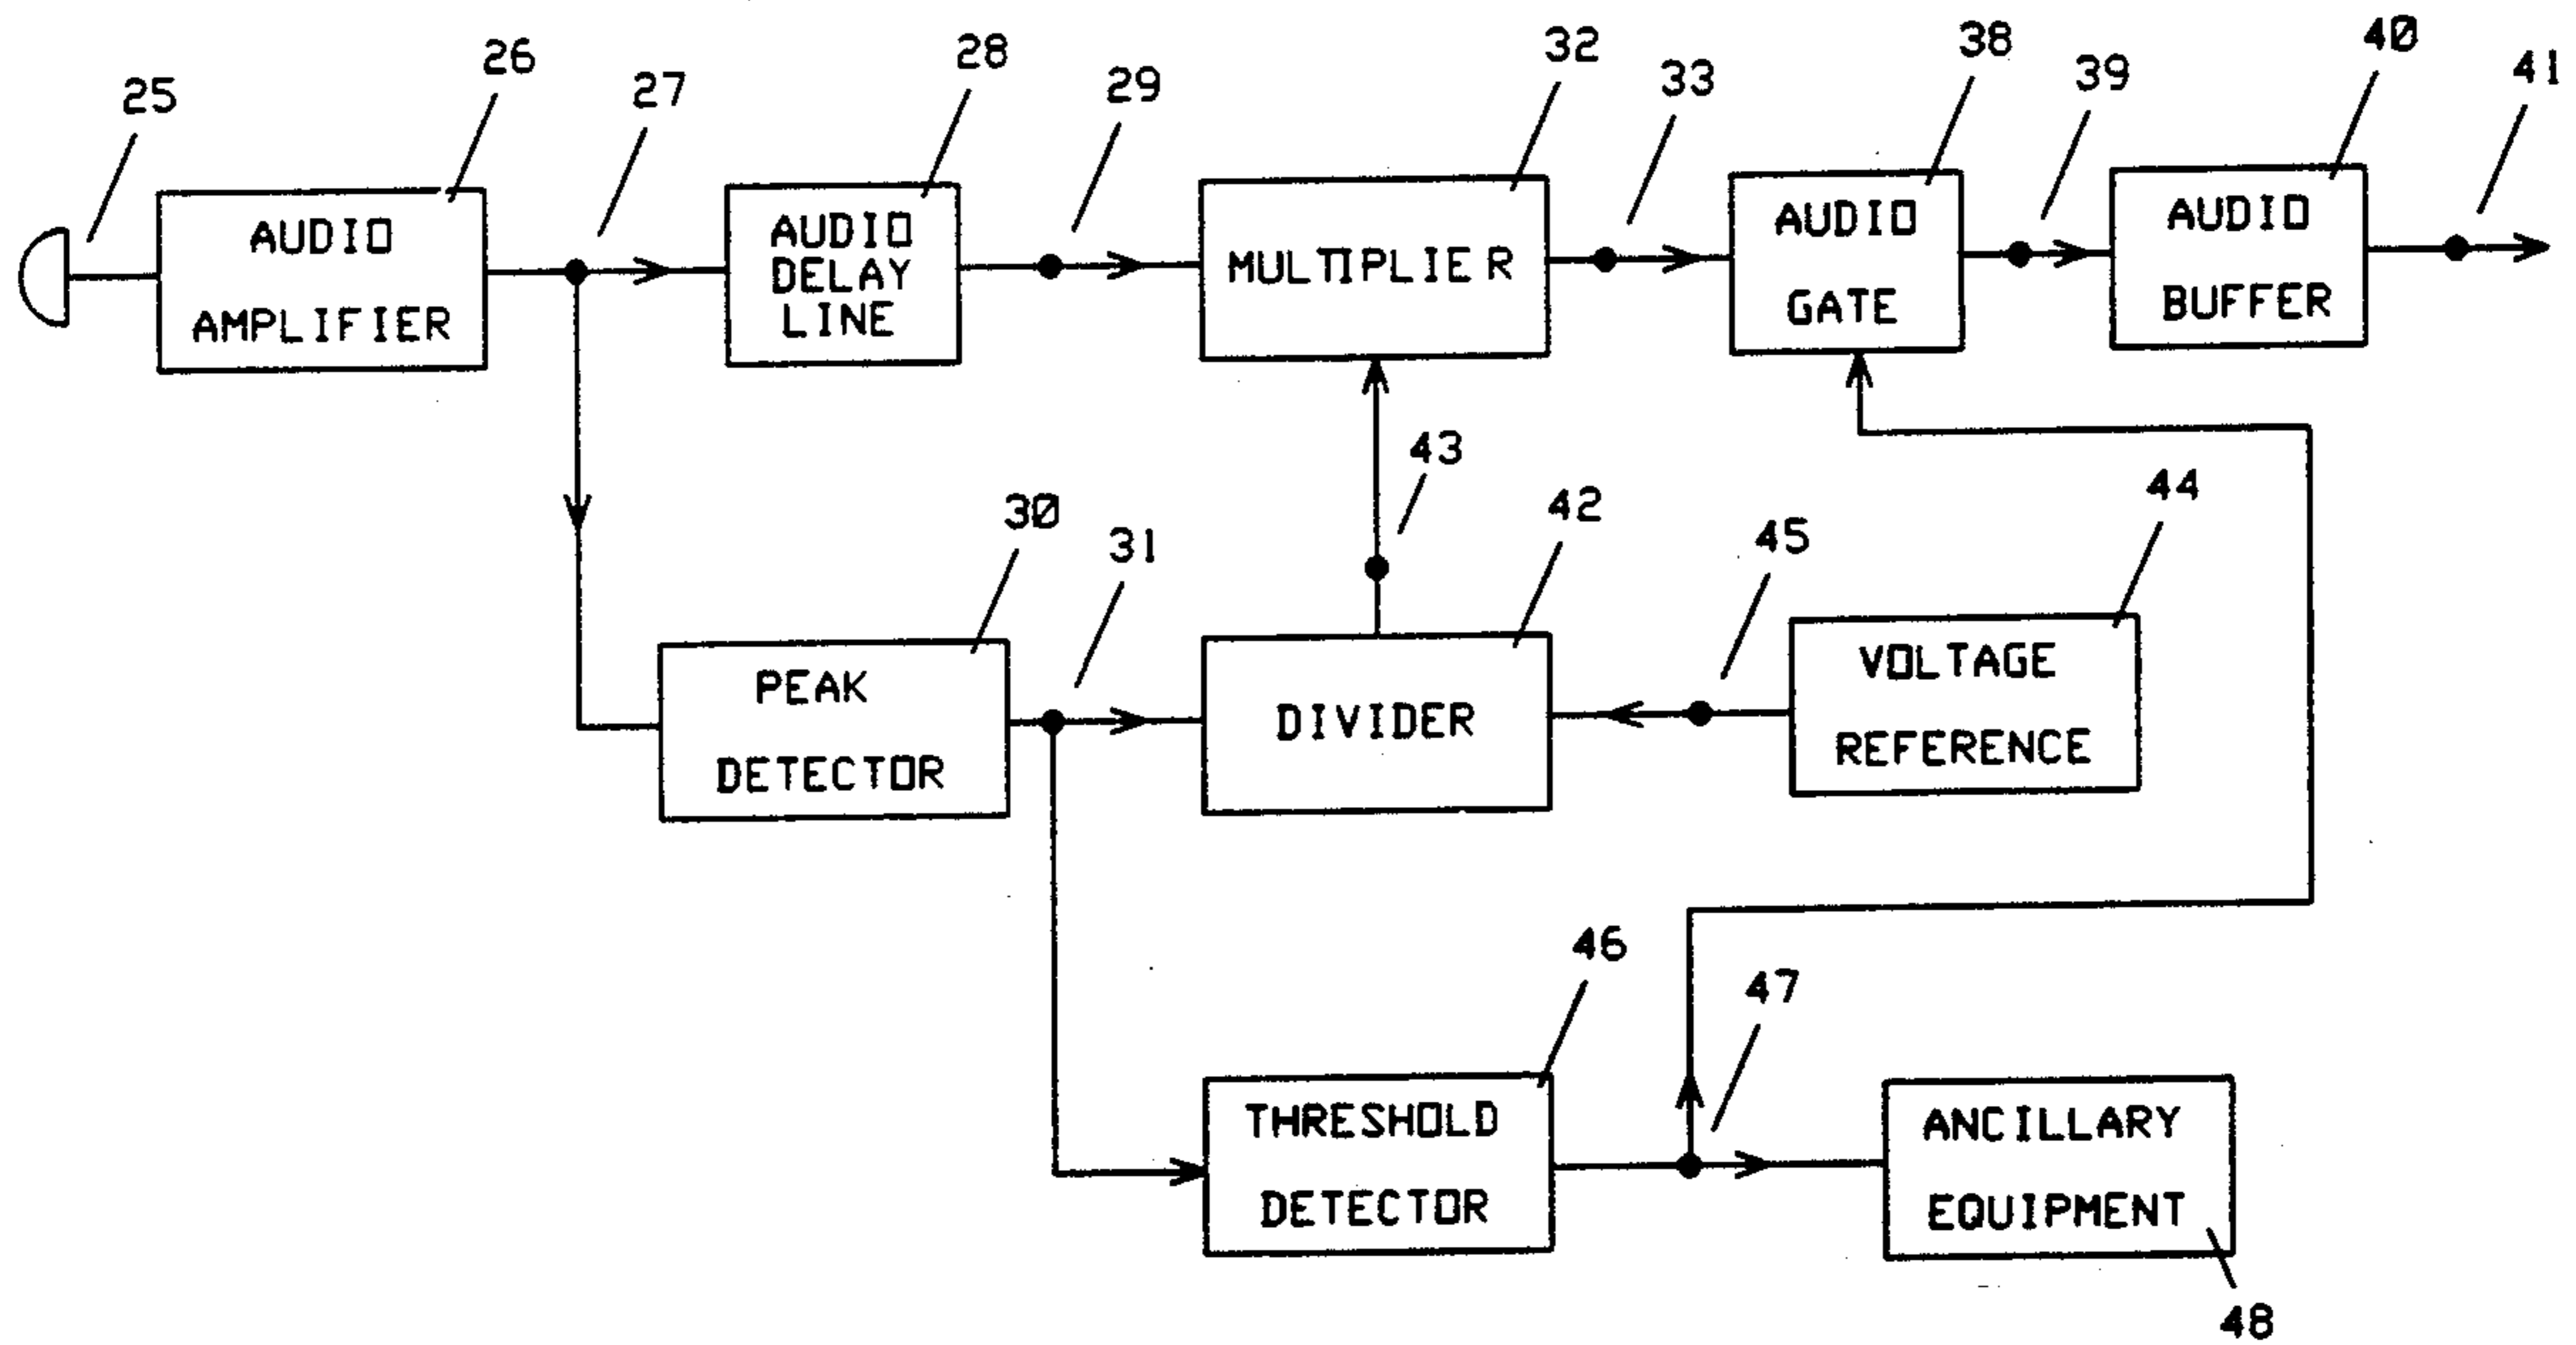 25
26
27
28
29
32
33
38
39
40
41
AUDIO
AMPLIFIER
AUDIO
DELAY
LINE
MULTIPLIER
AUDIO
GATE
AUDIO
BUFFER
30
31
43
42
45
44
PEAK
DETECTOR
DIVIDER
VOLTAGE
REFERENCE
46
47
THRESHOLD
DETECTOR
ANCILLARY
EQUIPMENT
48